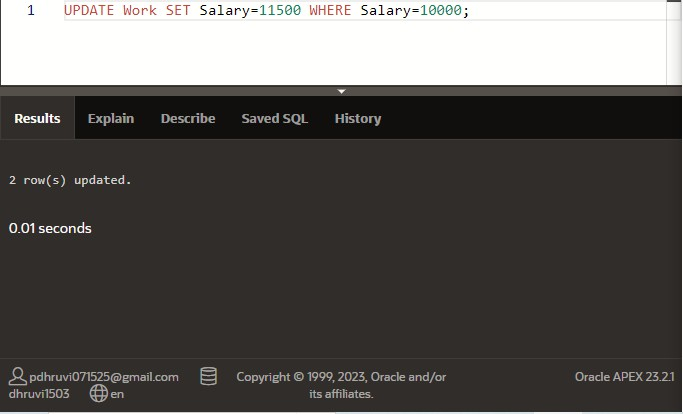 1 UPDATE Work SET Salary=11500 WHERE Salary=10000;
Results Explain Describe Saved SQL History
2 row(s) updated.
0.01 seconds
pdhruvi071525@gmail.com
dhruvi1503 en
Copyright © 1999, 2023, Oracle and/or
its affiliates.
Oracle APEX 23.2.1